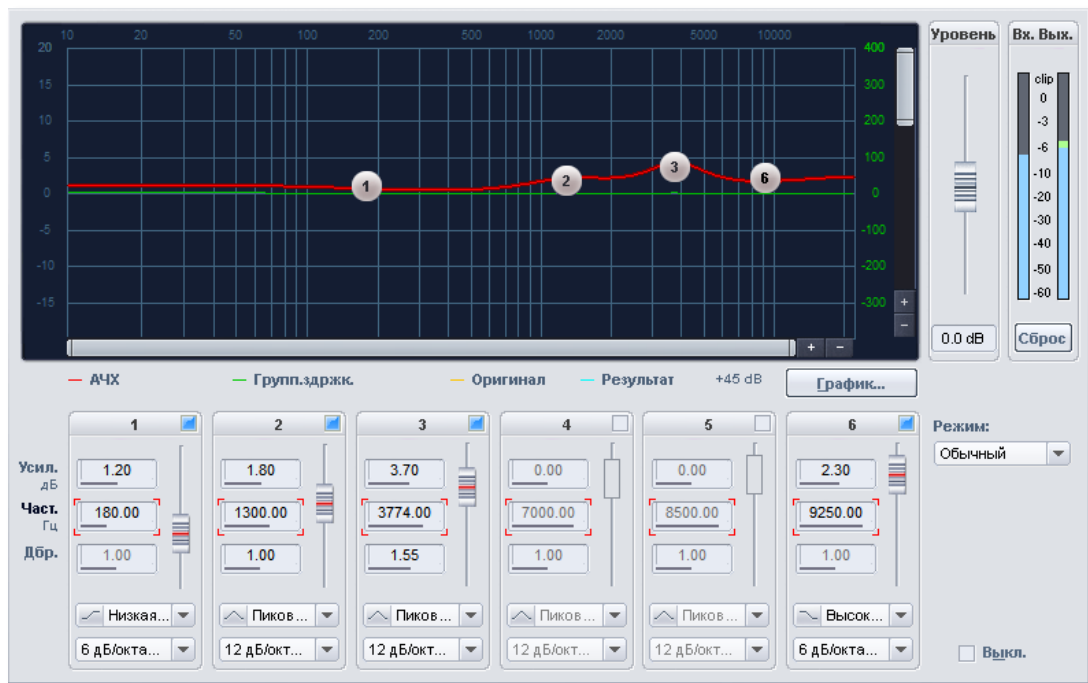 10 20 50 100 200 500 1000 2000 5000 10000
Уровень
Вх. Вых.
20
15
10
5
0
-5
-10
-15
1
2
3
6
400
300
200
100
0
-100
-200
-300
+
-
+ -
0.0 dB
clip
0
-3
-6
-10
-20
-30
-40
-50
-60
Сброс
АЧХ Групп.здржк. Оригинал Результат +45 dB График...
1 2 3 4 5 6
Режим:
Обычный
Усил. 1.20 1.80 3.70 0.00 0.00 2.30
дБ
Част. 180.00 1300.00 3774.00 7000.00 8500.00 9250.00
Гц
Дбр. 1.00 1.00 1.55 1.00 1.00 1.00
Низкая... Пиков... Пиков... Пиков... Пиков... Высок...
6 дБ/окта... 12 дБ/окт... 12 дБ/окт... 12 дБ/окт... 12 дБ/окт... 6 дБ/окта...
Выкл.